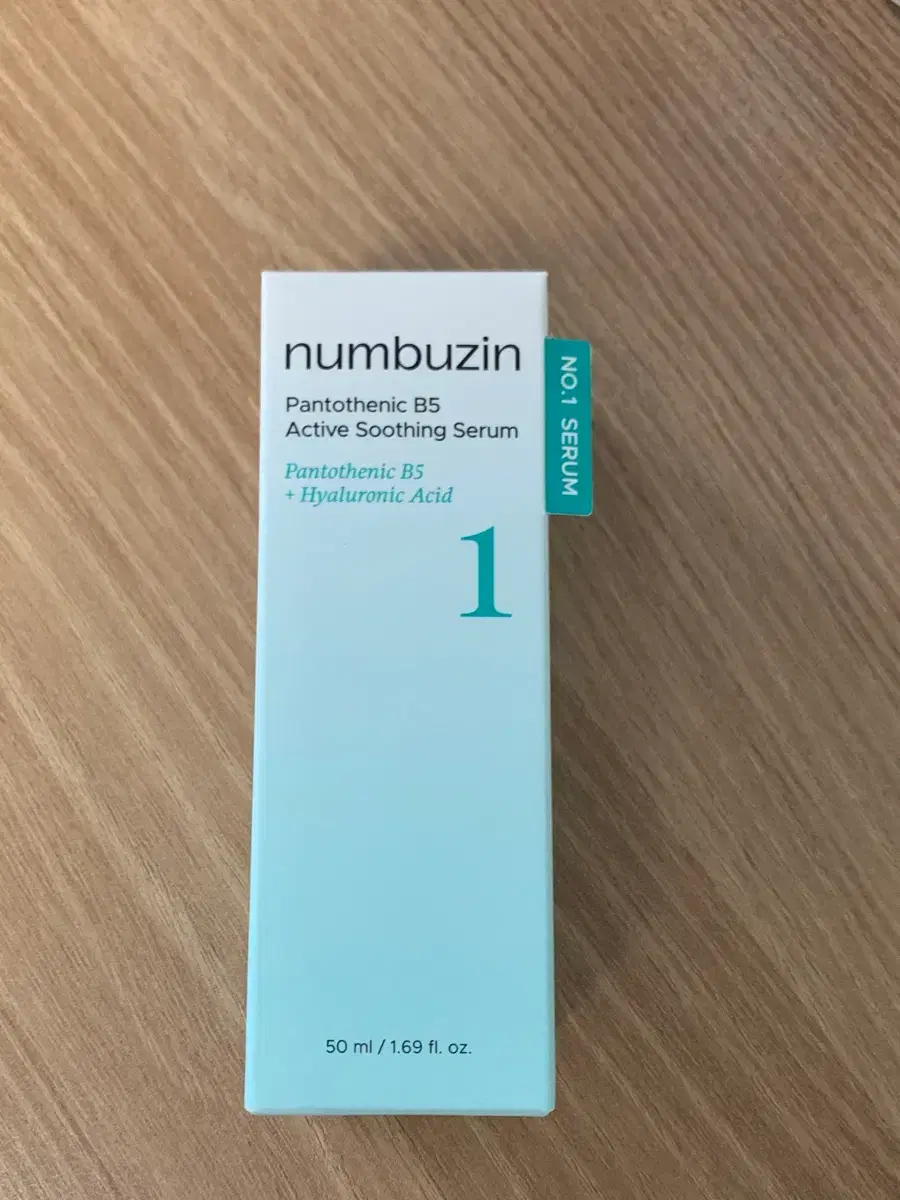 numbuzin
Pantothenic B5
Active Soothing Serum
Pantothenic B5
+ Hyaluronic Acid
1
NO.1 SERUM
50 ml / 1.69 fl. oz.